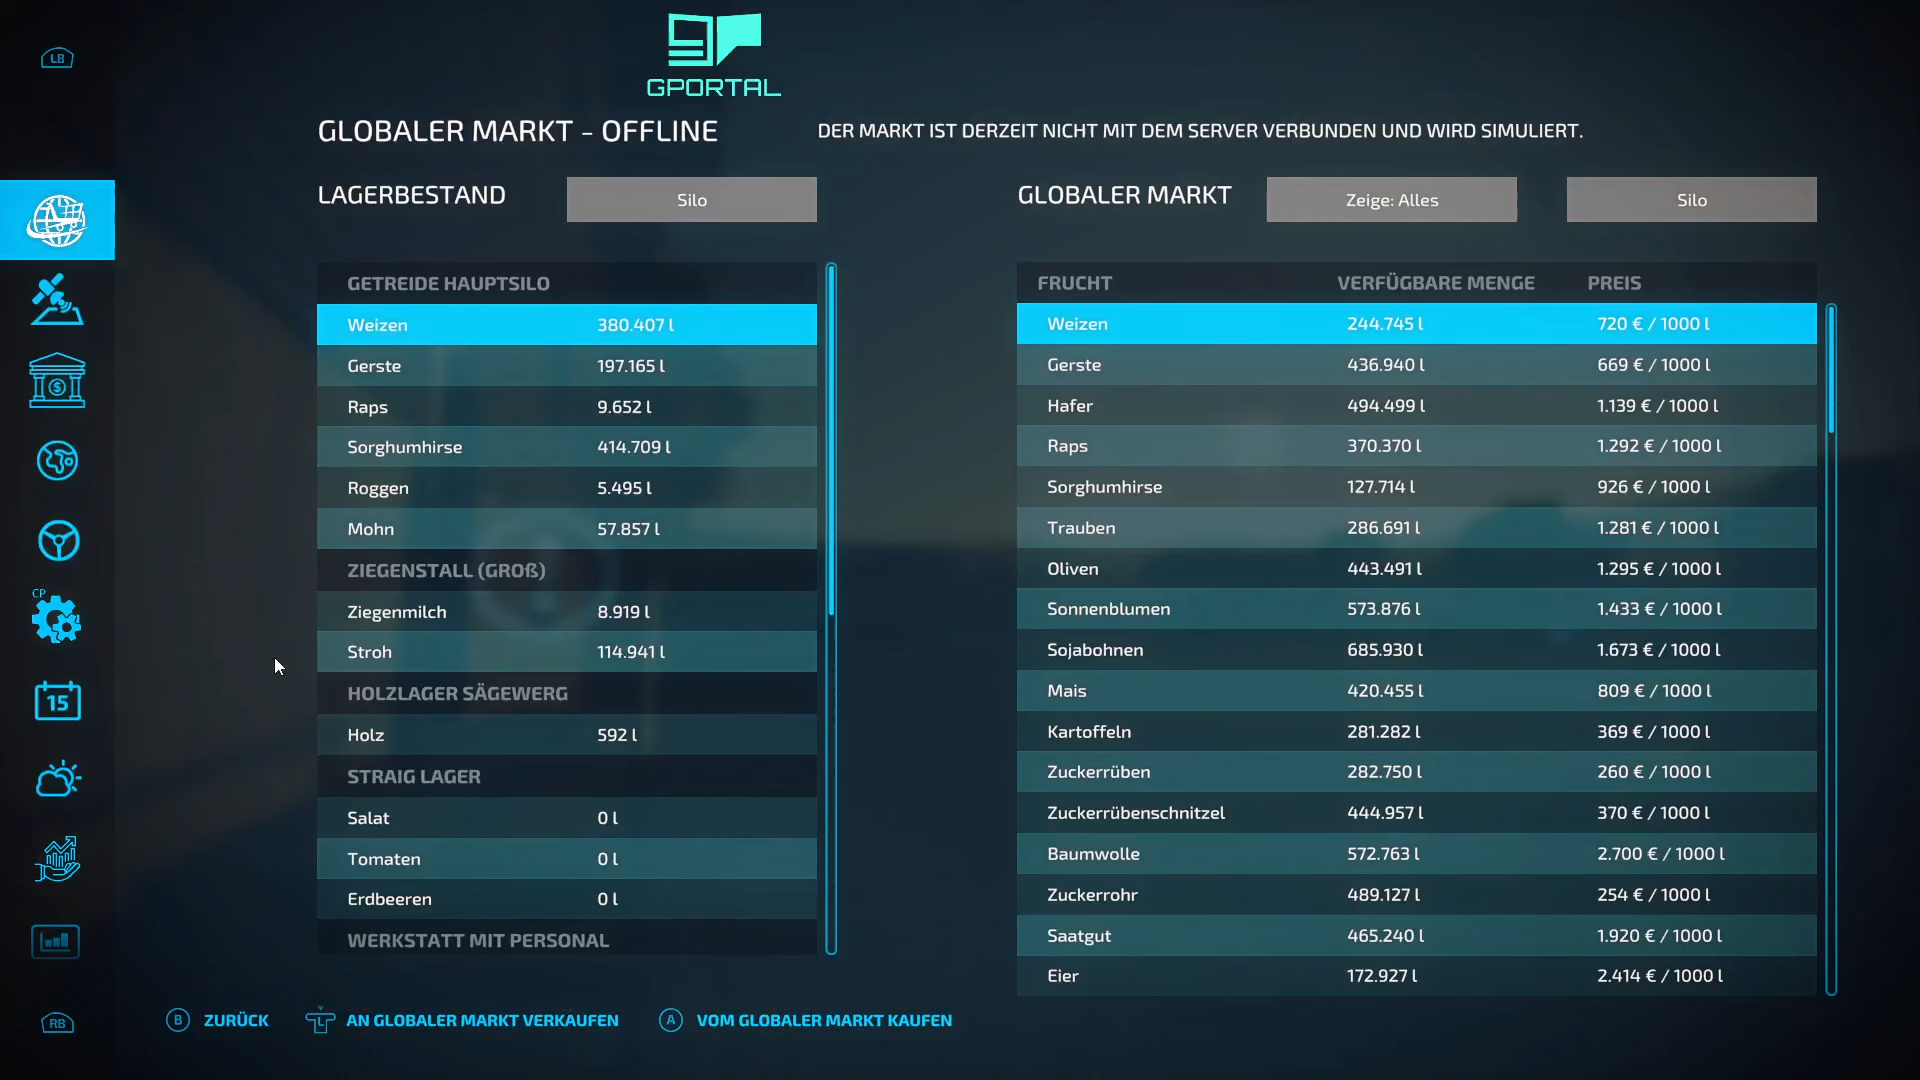 LB
GPORTAL
GLOBALER MARKT - OFFLINE
DER MARKT IST DERZEIT NICHT MIT DEM SERVER VERBUNDEN UND WIRD SIMULIERT.
LAGERBESTAND
Silo
GLOBALER MARKT
Zeige: Alles
Silo
GETREIDE HAUPTSILO
Weizen 380.407 l
Gerste 197.165 l
Raps 9.652 l
Sorghumhirse 414.709 l
Roggen 5.495 l
Mohn 57.857 l
ZIEGENSTALL (GROß)
Ziegenmilch 8.919 l
Stroh 114.941 l
HOLZLAGER SÄGEWERG
Holz 592 l
STRAIG LAGER
Salat 0 l
Tomaten 0 l
Erdbeeren 0 l
WERKSTATT MIT PERSONAL
FRUCHT VERFÜGBARE MENGE PREIS
Weizen 244.745 l 720 € / 1000 l
Gerste 436.940 l 669 € / 1000 l
Hafer 494.499 l 1.139 € / 1000 l
Raps 370.370 l 1.292 € / 1000 l
Sorghumhirse 127.714 l 926 € / 1000 l
Trauben 286.691 l 1.281 € / 1000 l
Oliven 443.491 l 1.295 € / 1000 l
Sonnenblumen 573.876 l 1.433 € / 1000 l
Sojabohnen 685.930 l 1.673 € / 1000 l
Mais 420.455 l 809 € / 1000 l
Kartoffeln 281.282 l 369 € / 1000 l
Zuckerrüben 282.750 l 260 € / 1000 l
Zuckerrübenschnitzel 444.957 l 370 € / 1000 l
Baumwolle 572.763 l 2.700 € / 1000 l
Zuckerrohr 489.127 l 254 € / 1000 l
Saatgut 465.240 l 1.920 € / 1000 l
Eier 172.927 l 2.414 € / 1000 l
$
CP
15
RB
B ZURÜCK
L AN GLOBALER MARKT VERKAUFEN
A VOM GLOBALER MARKT KAUFEN